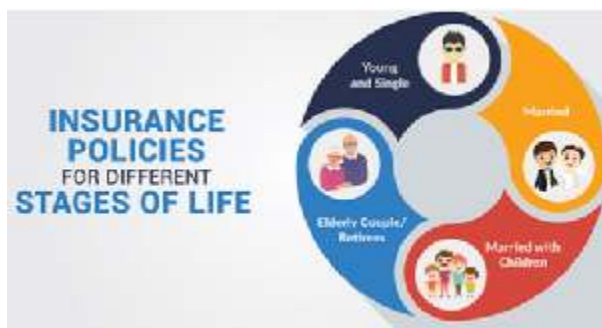 INSURANCE
POLICIES
FOR DIFFERENT
STAGES OF LIFE
Young
and Single
Married
Married with
Children
Elderly Couple/
Retirees